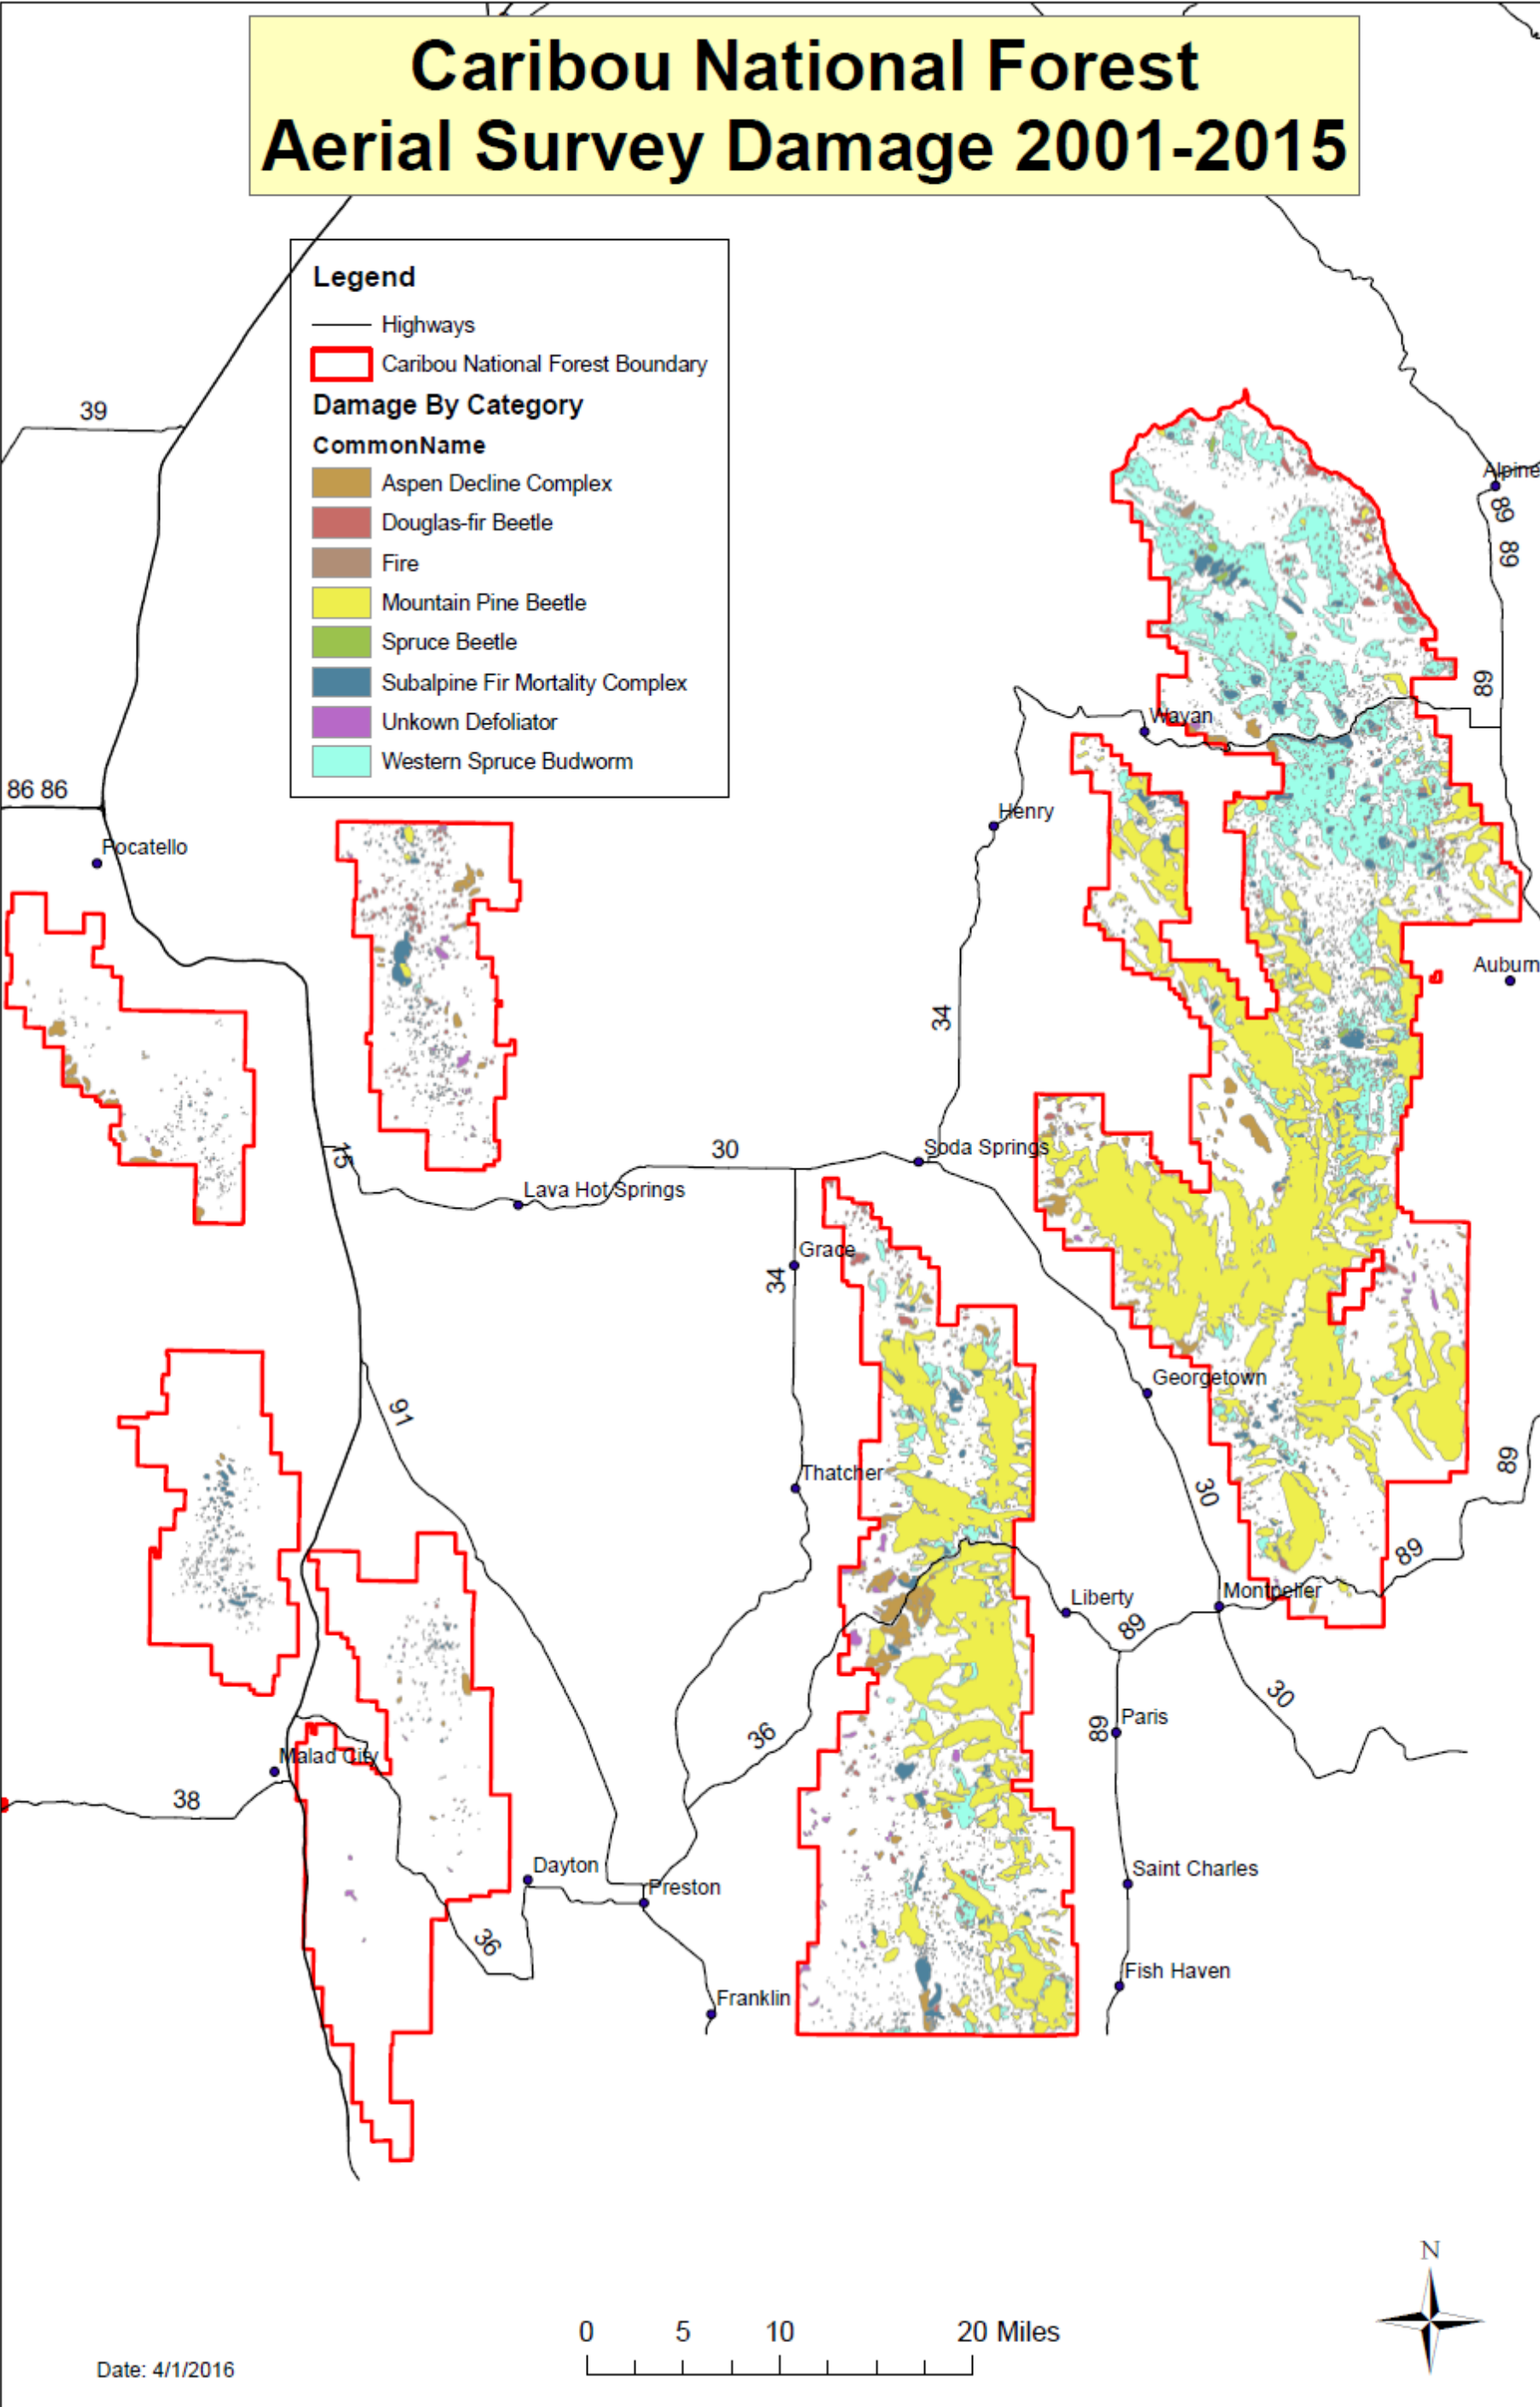 Caribou National Forest
Aerial Survey Damage 2001-2015
Legend
Highways
Caribou National Forest Boundary
Damage By Category
CommonName
Aspen Decline Complex
Douglas-fir Beetle
Fire
Mountain Pine Beetle
Spruce Beetle
Subalpine Fir Mortality Complex
Unkown Defoliator
Western Spruce Budworm
39
Alpine
89
89
89
Wayan
86 86
Henry
Pocatello
Auburn
34
15
30
Soda Springs
Lava Hot Springs
Grace
34
Georgetown
91
Thatcher
30
89
89
Liberty
Montpelier
89
30
36
89
Paris
Malad City
38
Dayton
Preston
Saint Charles
36
Fish Haven
Franklin
N
0 5 10 20 Miles
Date: 4/1/2016